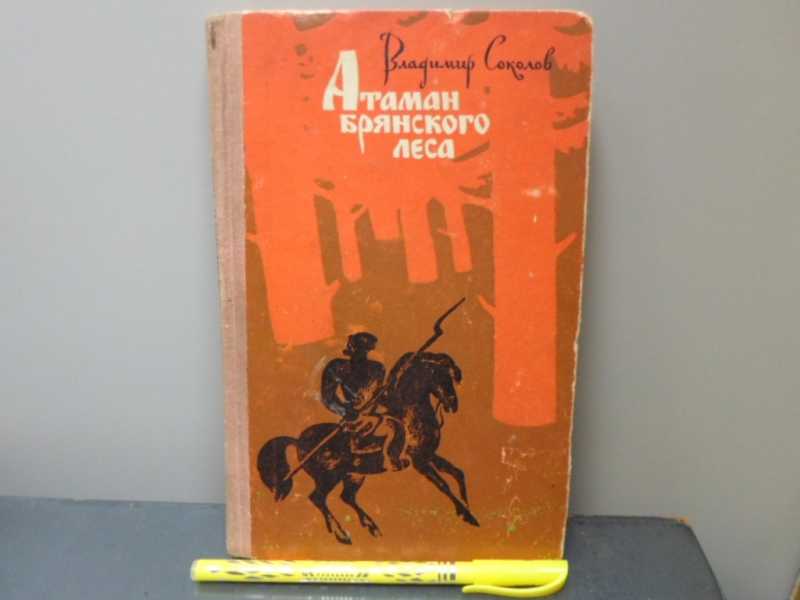 Владимир Соколов
Атаман
брянского
леса